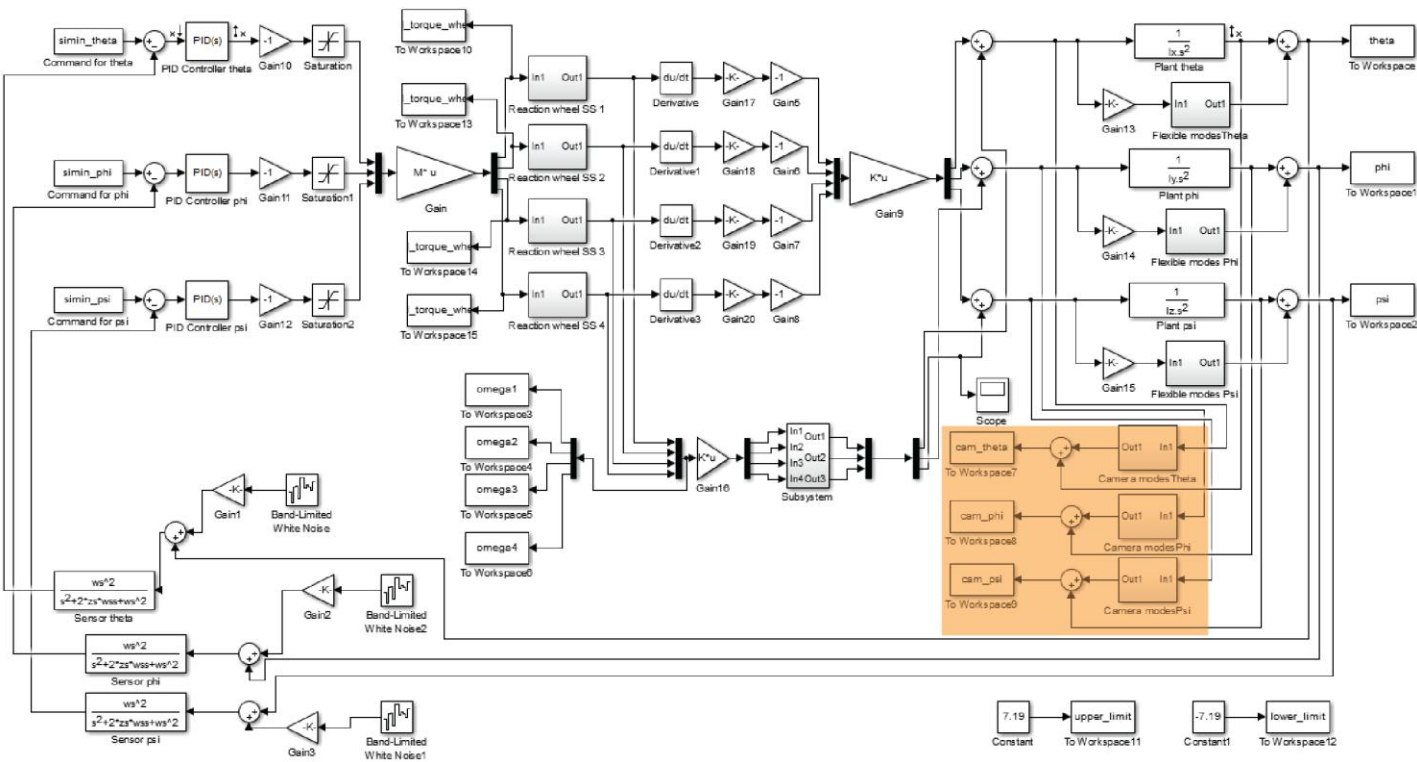 simin_theta
Command for theta
PID(s)
PID Controller theta
-1
Gain10
Saturation
simin_phi
Command for phi
PID(s)
PID Controller phi
-1
Gain11
Saturation1
simin_psi
Command for psi
PID(s)
PID Controller psi
-1
Gain12
Saturation2
M* u
Gain
l_torque_whe
To Workspace10
l_torque_whe
To Workspace13
l_torque_whe
To Workspace14
l_torque_whe
To Workspace15
In1 Out1
Reaction wheel SS 1
In1 Out1
Reaction wheel SS 2
In1 Out1
Reaction wheel SS 3
In1 Out1
Reaction wheel SS 4
du/dt
Derivative
-K-
Gain17
-1
Gain5
du/dt
Derivative1
-K-
Gain18
-1
Gain6
du/dt
Derivative2
-K-
Gain19
-1
Gain7
du/dt
Derivative3
-K-
Gain20
-1
Gain8
K*u
Gain9
1
Ix.s²
Plant theta
-K-
Gain13
In1 Out1
Flexible modesTheta
theta
To Workspace
1
Iy.s²
Plant phi
-K-
Gain14
In1 Out1
Flexible modes Phi
phi
To Workspace1
1
Iz.s²
Plant psi
-K-
Gain15
In1 Out1
Flexible modes Psi
psi
To Workspace2
Scope
omega1
To Workspace3
omega2
To Workspace4
omega3
To Workspace5
omega4
To Workspace6
K*u
Gain16
In1 Out1
In2
In3 Out2
In4 Out3
Subsystem
cam_theta
To Workspace7
Out1 In1
Camera modesTheta
cam_phi
To Workspace8
Out1 In1
Camera modesPhi
cam_psi
To Workspace9
Out1 In1
Camera modesPsi
-K-
Gain1
Band-Limited
White Noise
ws^2
s²+2*zs*wss+ws^2
Sensor theta
-K-
Gain2
Band-Limited
White Noise2
ws^2
s²+2*zs*wss+ws^2
Sensor phi
ws^2
s²+2*zs*wss+ws^2
Sensor psi
-K-
Gain3
Band-Limited
White Noise1
7.19
Constant
upper_limit
To Workspace11
-7.19
Constant1
lower_limit
To Workspace12